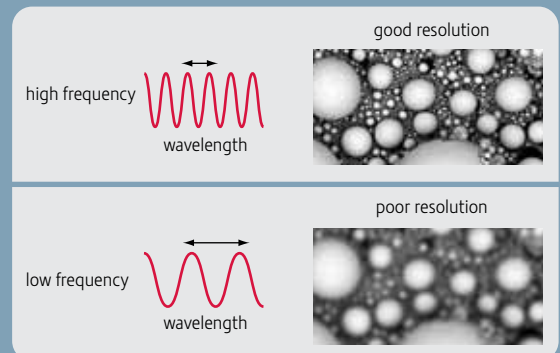 good resolution
high frequency
wavelength
poor resolution
low frequency
wavelength